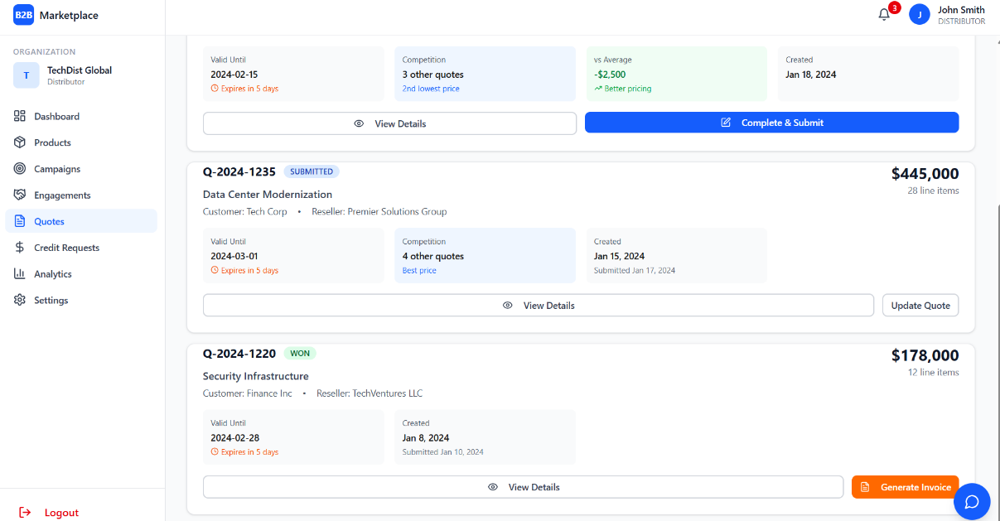 B2B Marketplace
3
J
John Smith
DISTRIBUTOR
ORGANIZATION
T
TechDist Global
Distributor
Dashboard
Products
Campaigns
Engagements
Quotes
Credit Requests
Analytics
Settings
Logout
Valid Until
2024-02-15
Expires in 5 days
Competition
3 other quotes
2nd lowest price
vs Average
-$2,500
Better pricing
Created
Jan 18, 2024
View Details
Complete & Submit
Q-2024-1235 SUBMITTED
$445,000
28 line items
Data Center Modernization
Customer: Tech Corp • Reseller: Premier Solutions Group
Valid Until
2024-03-01
Expires in 5 days
Competition
4 other quotes
Best price
Created
Jan 15, 2024
Submitted Jan 17, 2024
View Details
Update Quote
Q-2024-1220 WON
$178,000
12 line items
Security Infrastructure
Customer: Finance Inc • Reseller: TechVentures LLC
Valid Until
2024-02-28
Expires in 5 days
Created
Jan 8, 2024
Submitted Jan 10, 2024
View Details
Generate Invoice